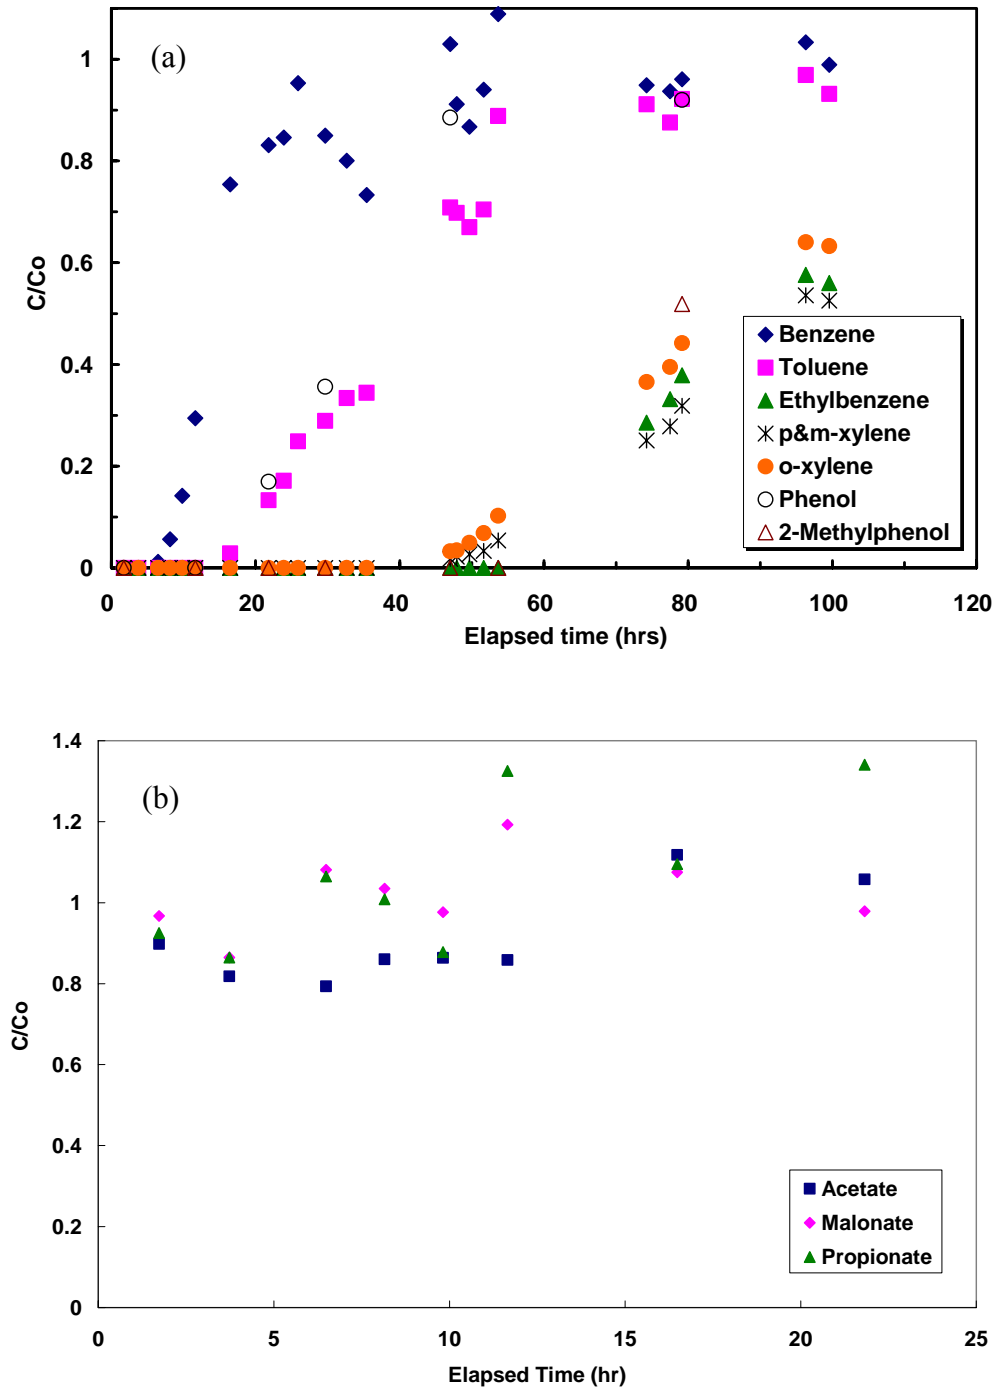 (a)
1
0.8
0.6
0.4
0.2
0
C/Co
0 20 40 60 80 100 120
Elapsed time (hrs)
Benzene
Toluene
Ethylbenzene
p&m-xylene
o-xylene
Phenol
2-Methylphenol
(b)
1.4
1.2
1
0.8
0.6
0.4
0.2
0
C/Co
0 5 10 15 20 25
Elapsed Time (hr)
Acetate
Malonate
Propionate